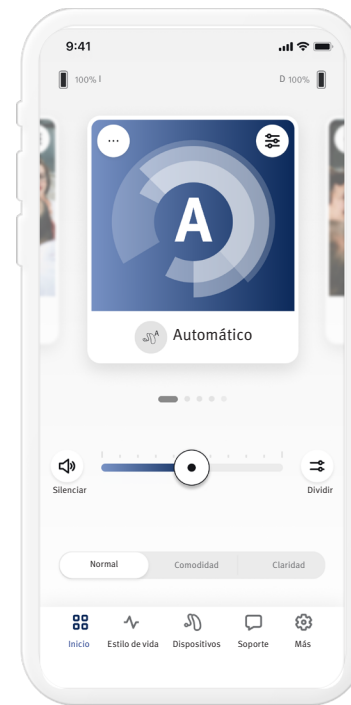 9:41
100% I
D 100%
A
A
Automático
Silenciar
Dividir
Normal Comodidad Claridad
Inicio Estilo de vida Dispositivos Soporte Más